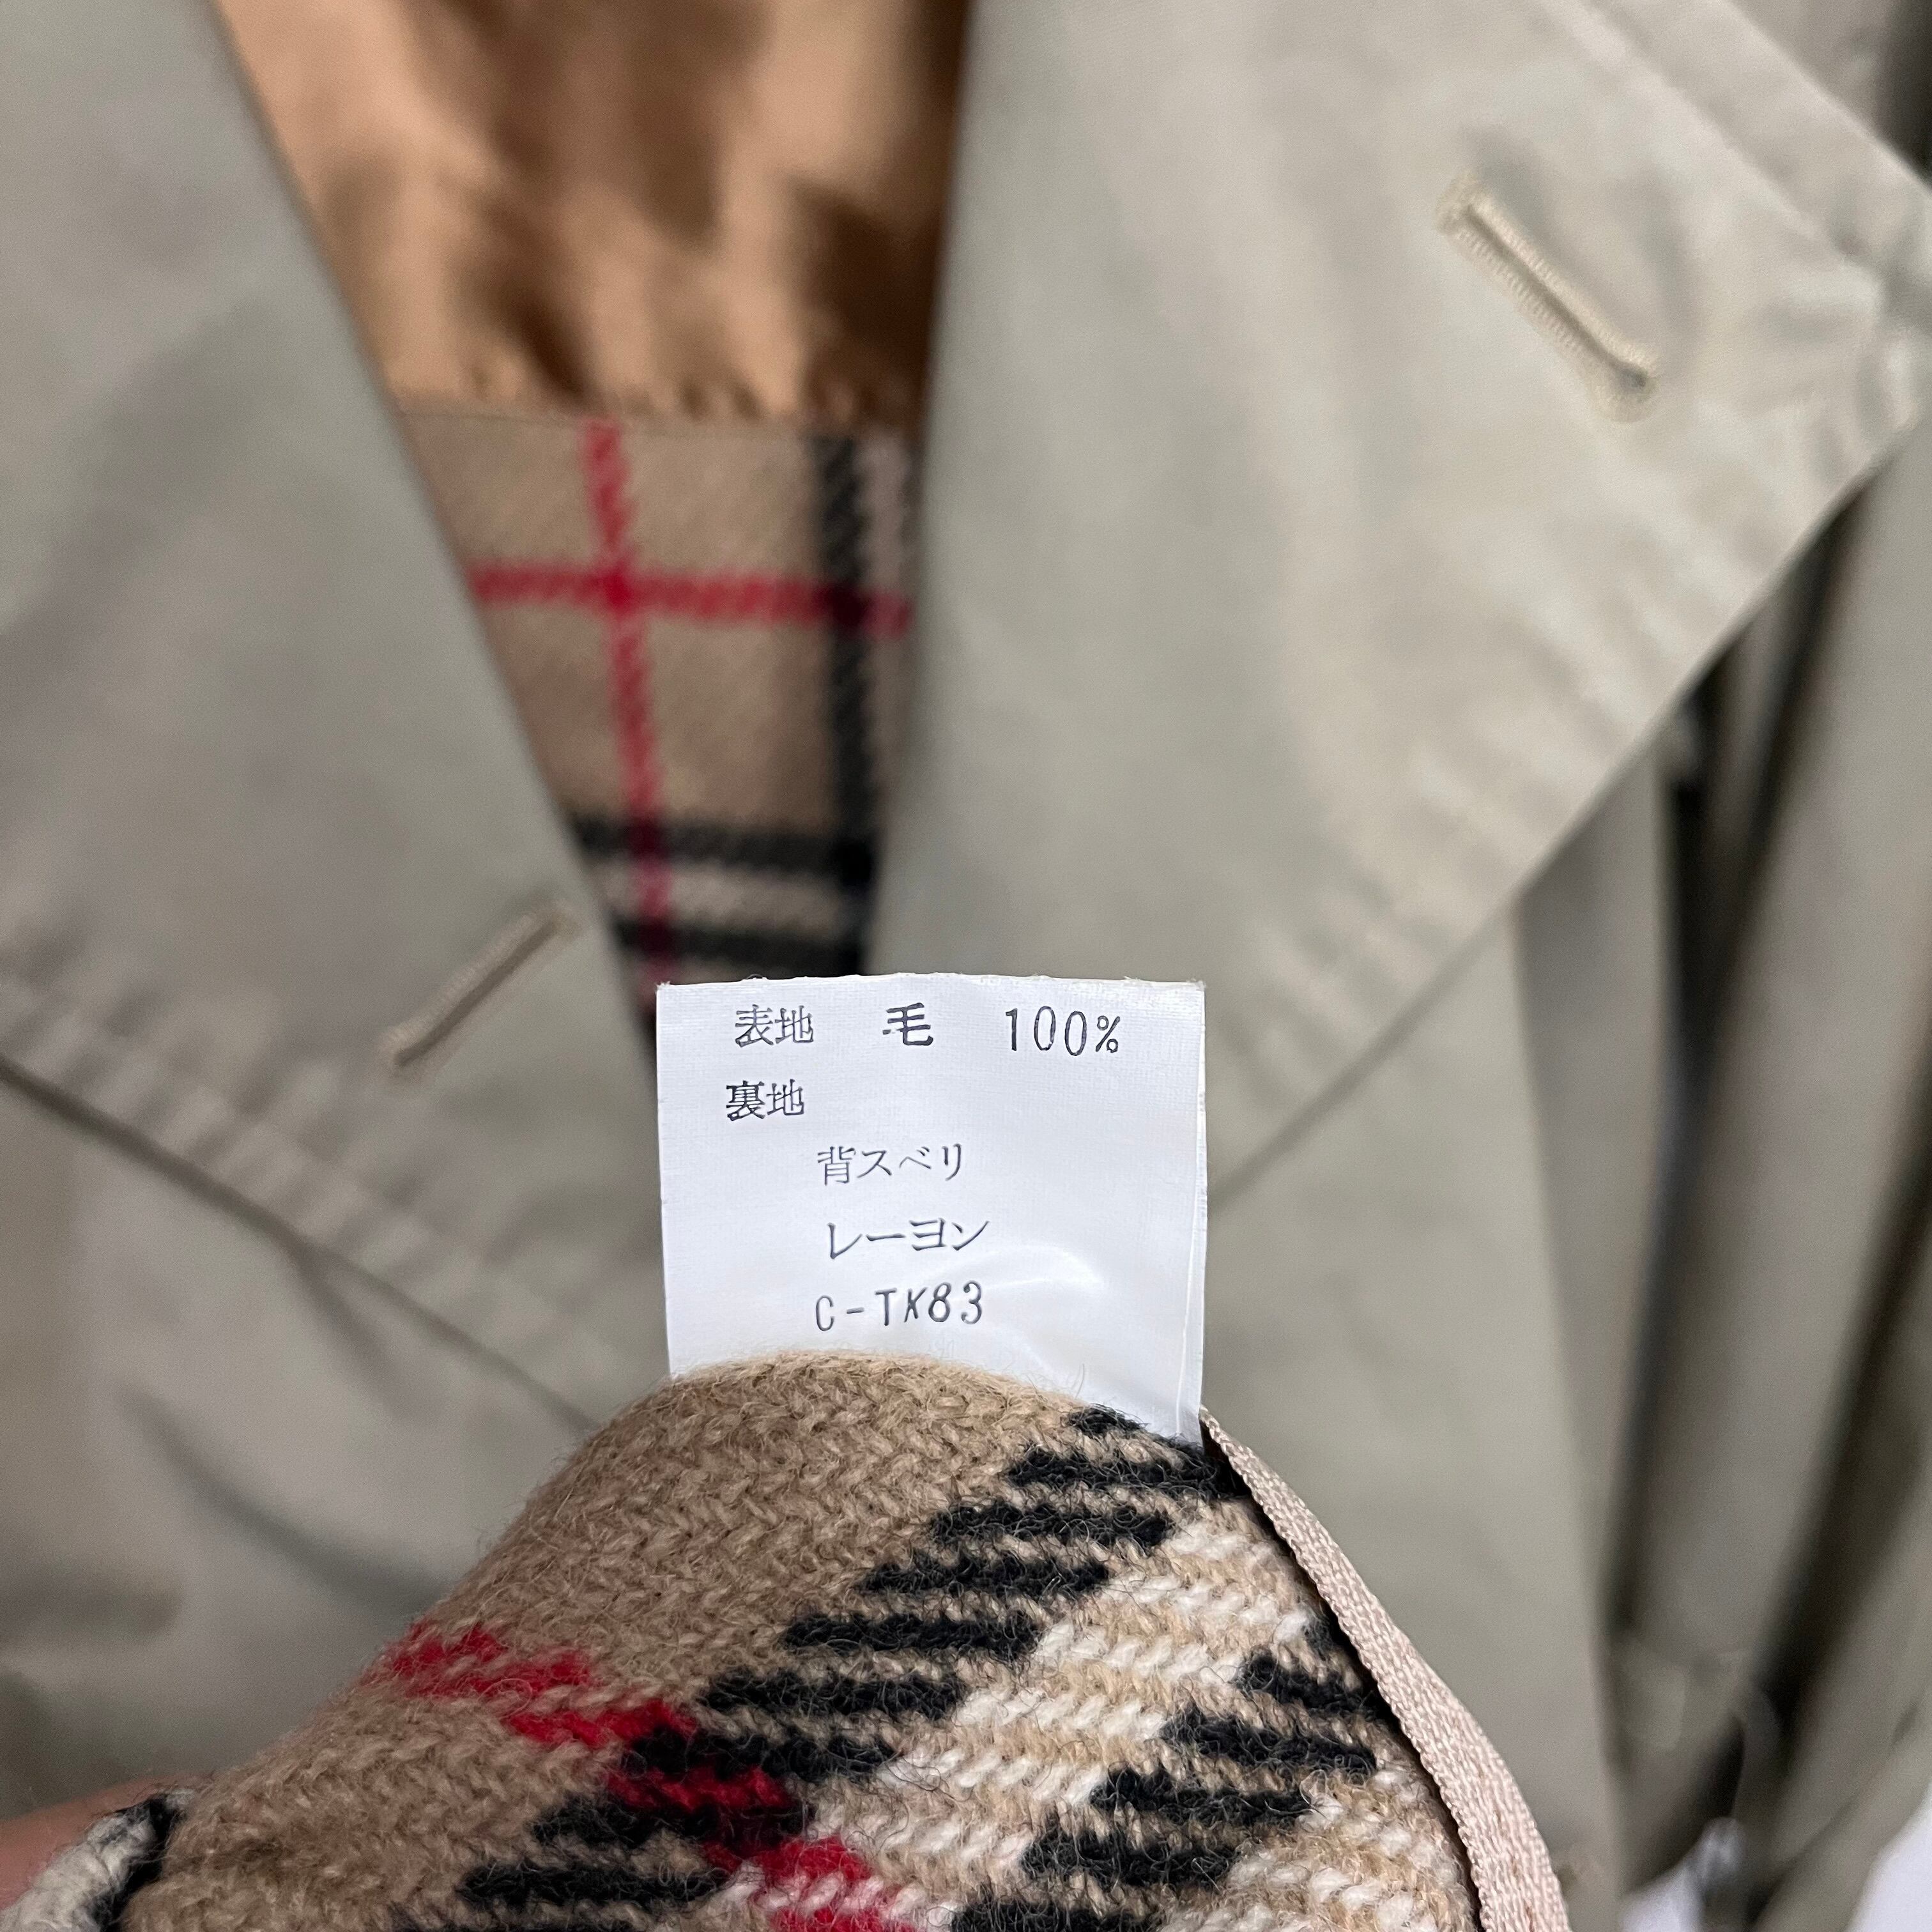 表地 毛 100%
裏地
背スベリ
レーヨン
C-TK83